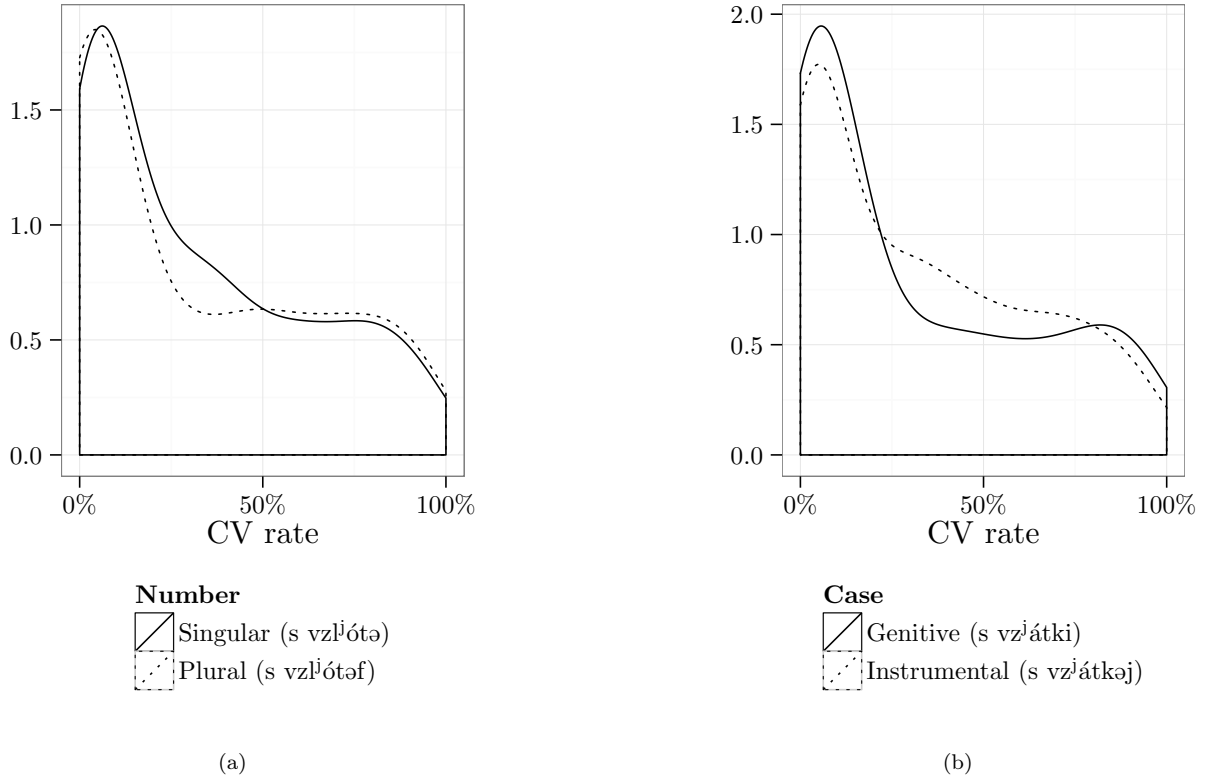 1.5
1.0
0.5
0.0
0%
50%
100%
CV rate
Number
Singular (s vzlʲótə)
Plural (s vzlʲótəf)
(a)
2.0
1.5
1.0
0.5
0.0
0%
50%
100%
CV rate
Case
Genitive (s vzʲátki)
Instrumental (s vzʲátkəj)
(b)